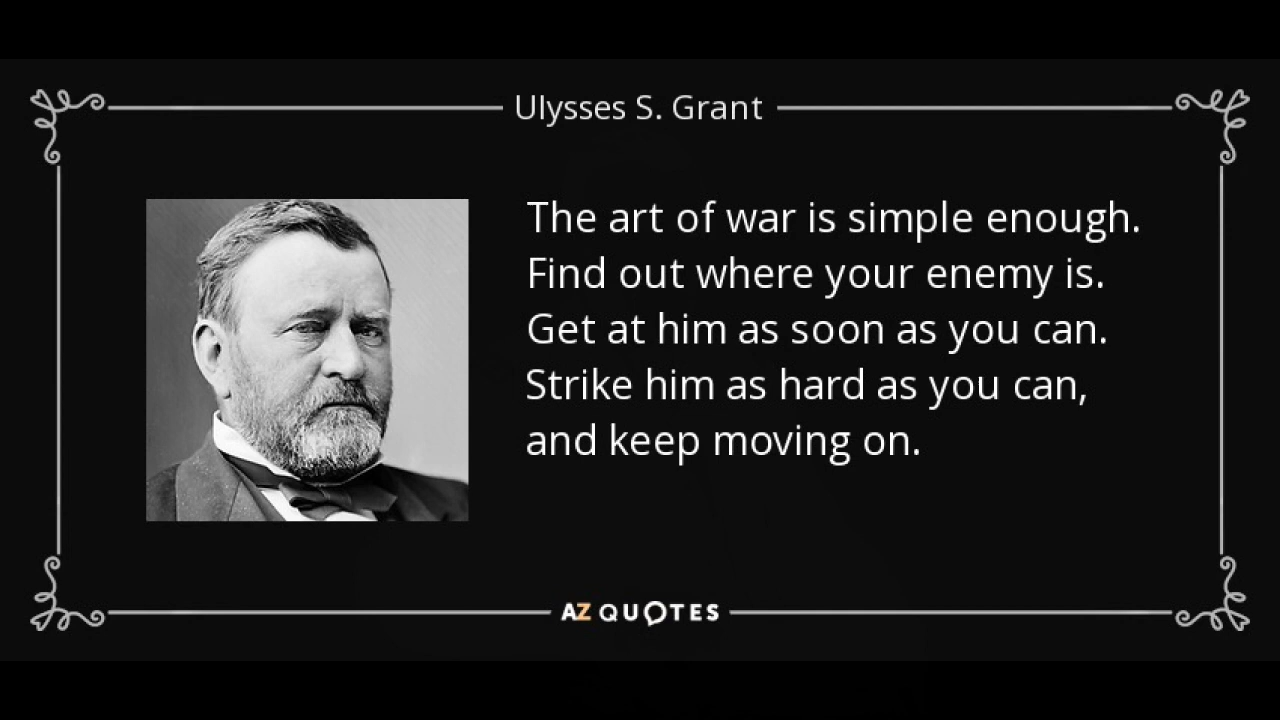 Ulysses S. Grant
The art of war is simple enough.
Find out where your enemy is.
Get at him as soon as you can.
Strike him as hard as you can,
and keep moving on.
AZ QUOTES